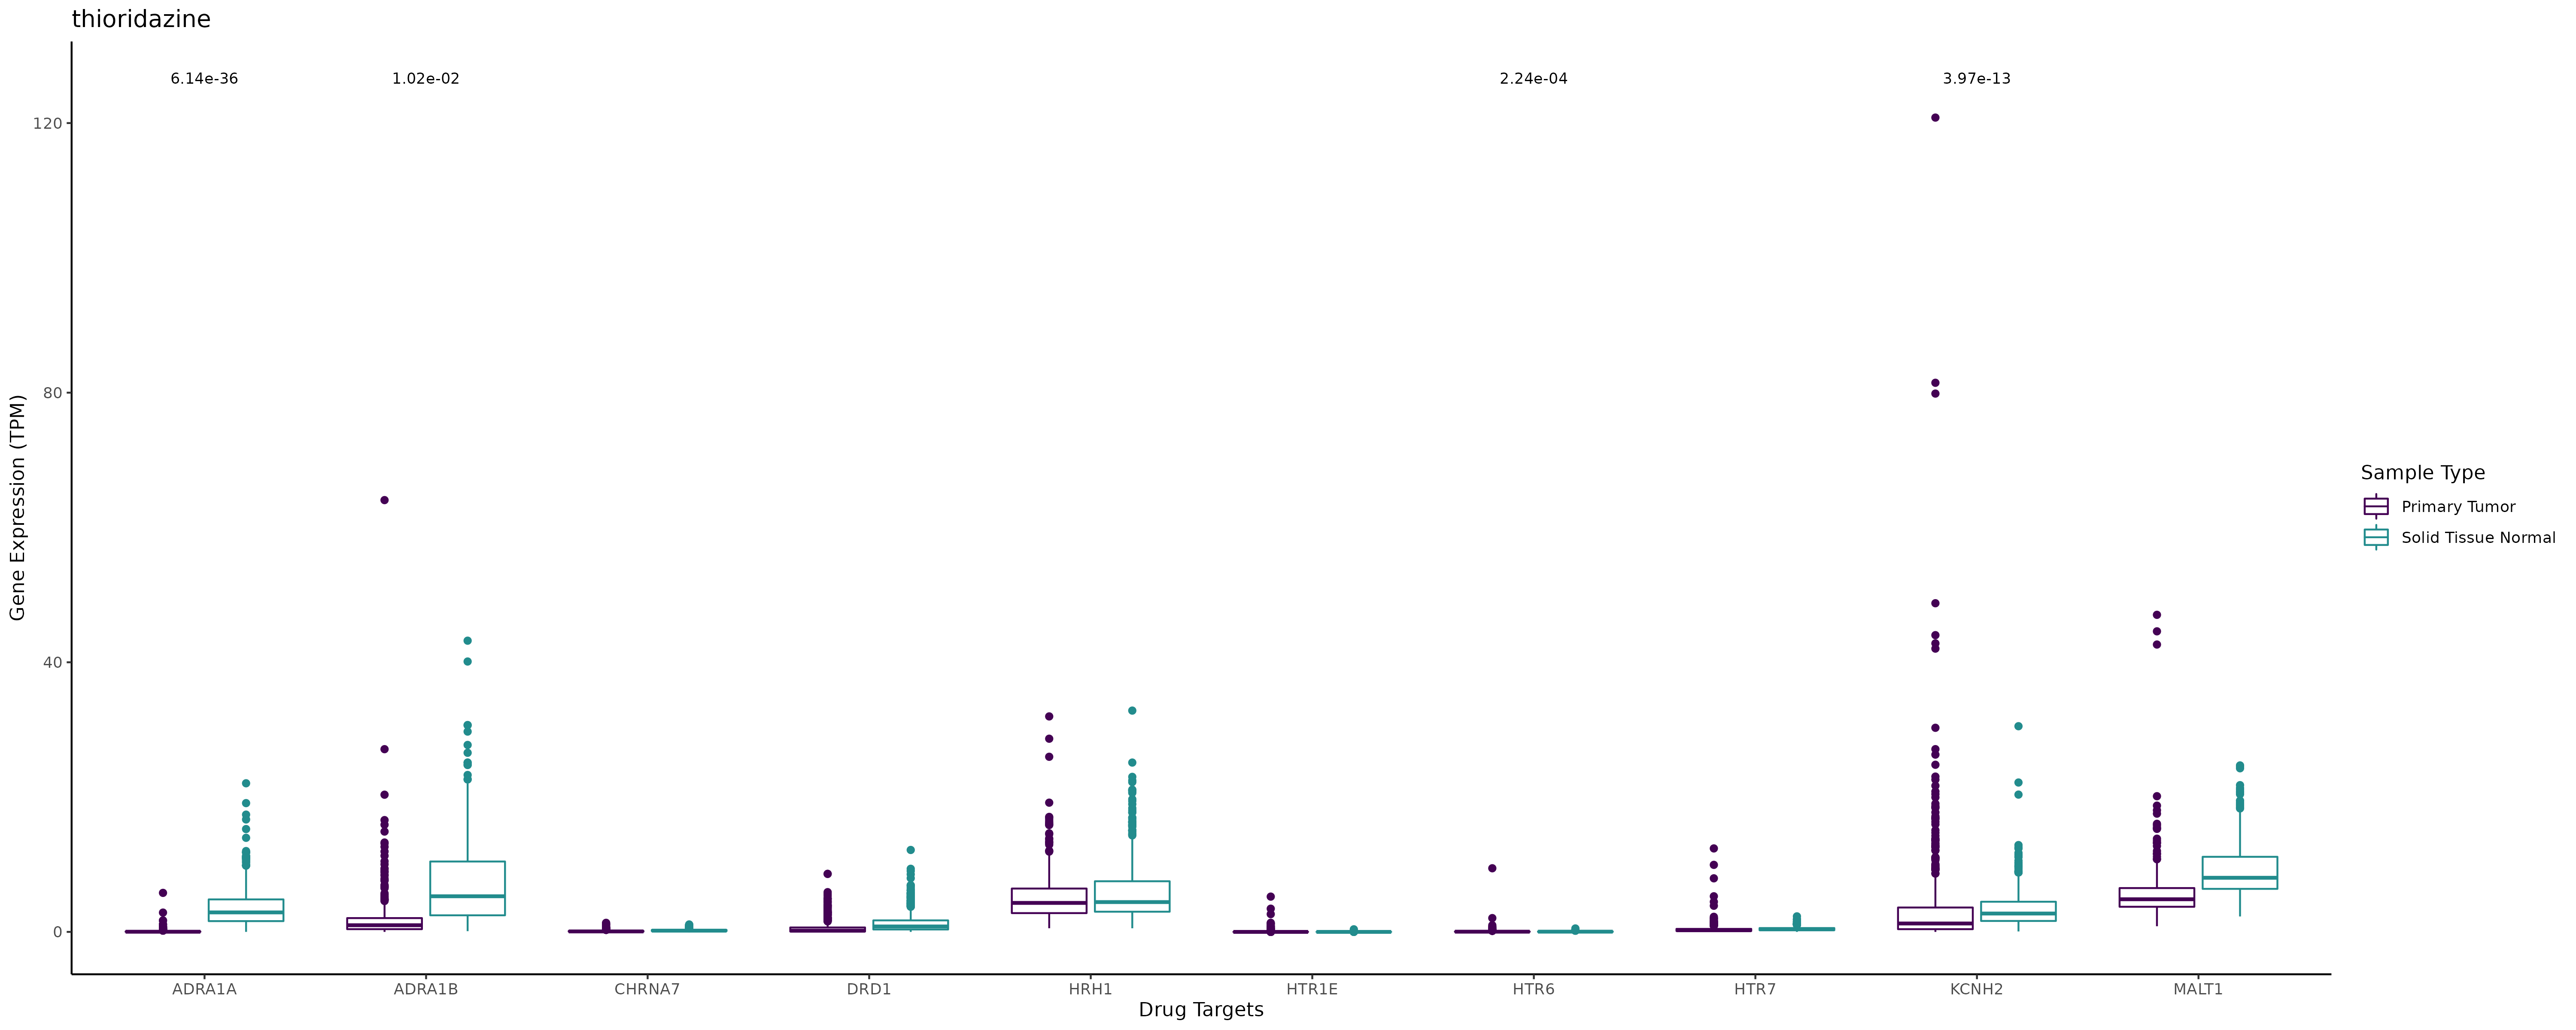 thioridazine
6.14e-36
1.02e-02
2.24e-04
3.97e-13
120
80
40
0
Gene Expression (TPM)
ADRA1A
ADRA1B
CHRNA7
DRD1
HRH1
HTR1E
HTR6
HTR7
KCNH2
MALT1
Drug Targets
Sample Type
Primary Tumor
Solid Tissue Normal